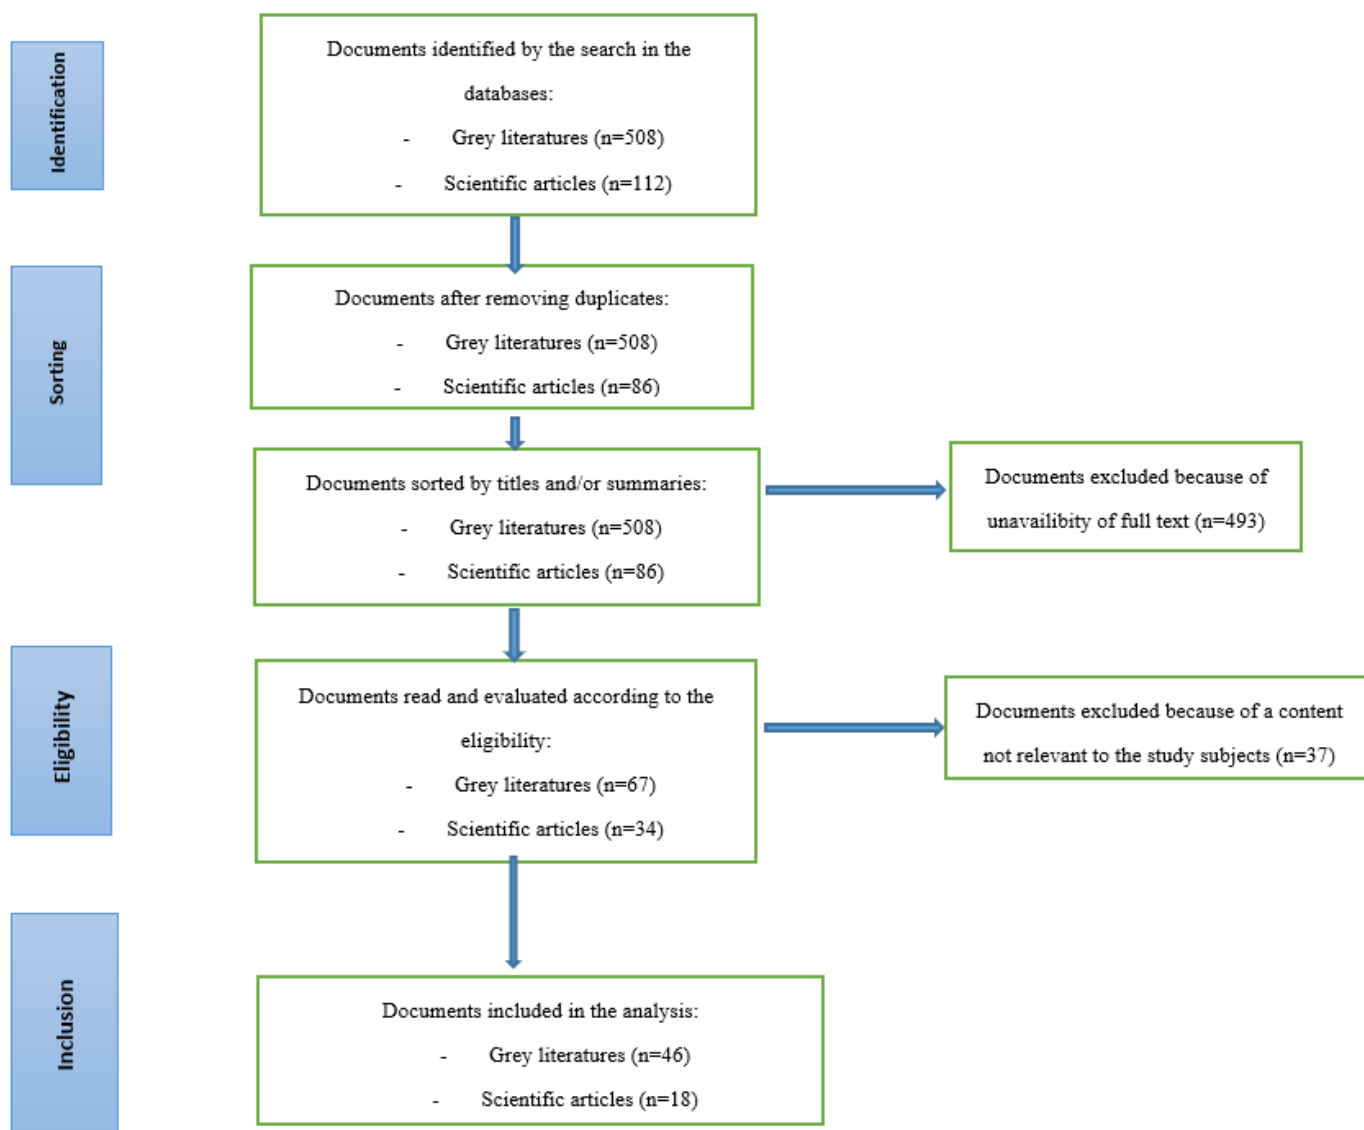 Identification
Documents identified by the search in the
databases:
- Grey literatures (n=508)
- Scientific articles (n=112)
Sorting
Documents after removing duplicates:
- Grey literatures (n=508)
- Scientific articles (n=86)
Documents sorted by titles and/or summaries:
- Grey literatures (n=508)
- Scientific articles (n=86)
Documents excluded because of
unavailibity of full text (n=493)
Eligibility
Documents read and evaluated according to the
eligibility:
- Grey literatures (n=67)
- Scientific articles (n=34)
Documents excluded because of a content
not relevant to the study subjects (n=37)
Inclusion
Documents included in the analysis:
- Grey literatures (n=46)
- Scientific articles (n=18)